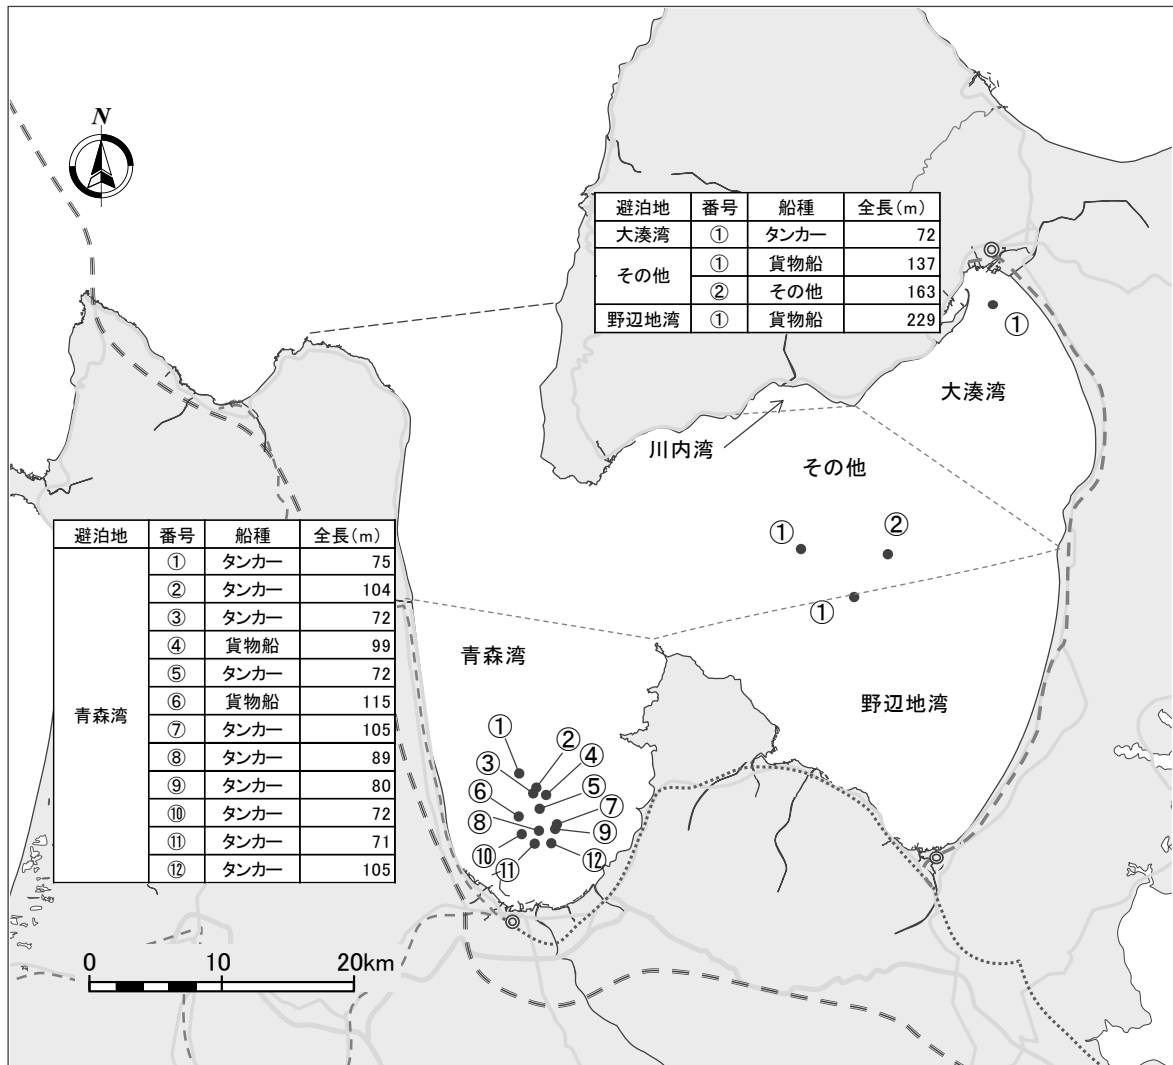 N
避泊地 番号 船種 全長(m)
大湊湾 ① タンカー 72
その他 ① 貨物船 137
② その他 163
野辺地湾 ① 貨物船 229
①
大湊湾
川内湾
その他
①
②
①
避泊地 番号 船種 全長(m)
青森湾
① タンカー 75
② タンカー 104
③ タンカー 72
④ 貨物船 99
⑤ タンカー 72
⑥ 貨物船 115
⑦ タンカー 105
⑧ タンカー 89
⑨ タンカー 80
⑩ タンカー 72
⑪ タンカー 71
⑫ タンカー 105
青森湾
野辺地湾
①
②
③
④
⑤
⑥
⑦
⑧
⑨
⑩
⑪
⑫
0 10 20km